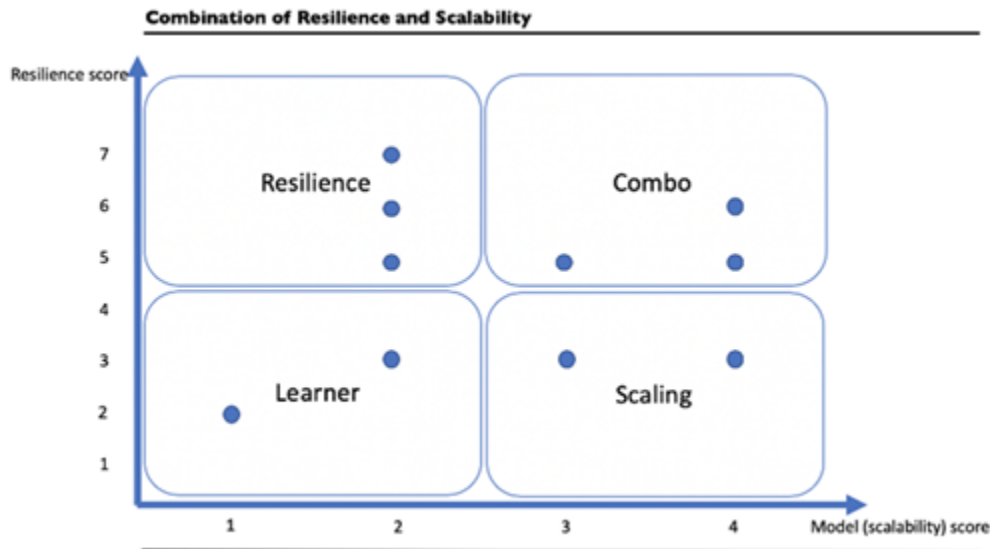 Combination of Resilience and Scalability
Resilience score
7
Resilience
Combo
6
5
4
3
Learner
Scaling
2
1
1 2 3 4 Model (scalability) score